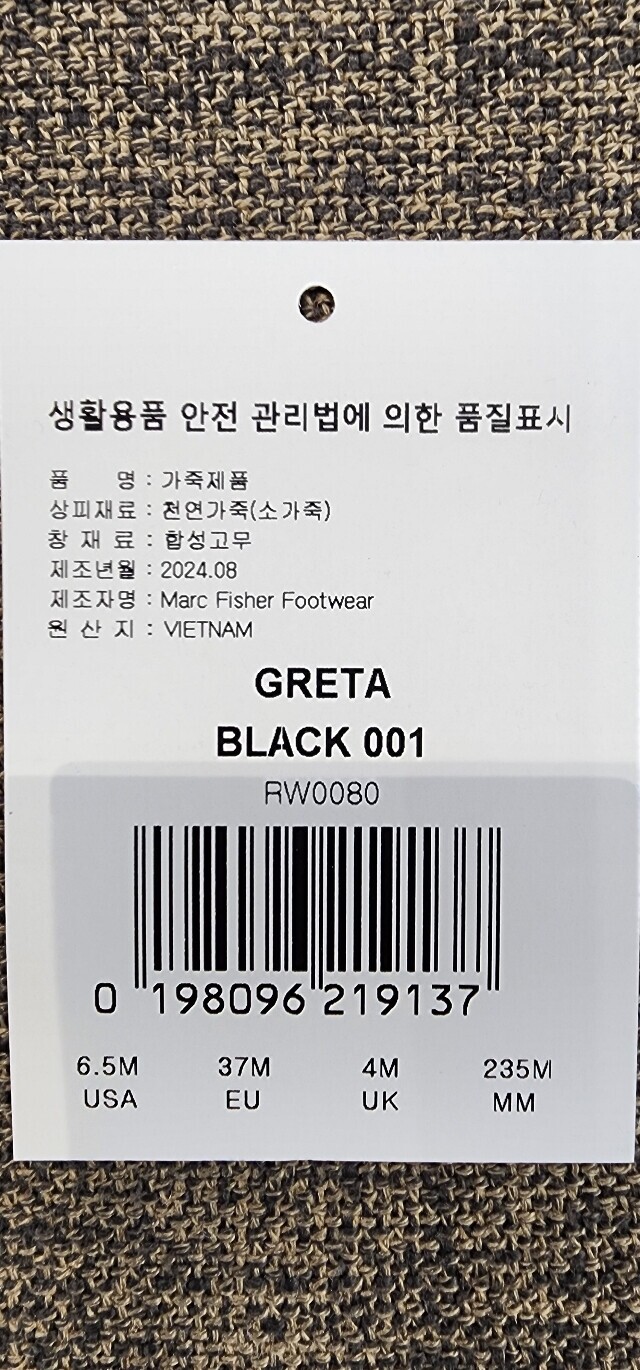 생활용품 안전 관리법에 의한 품질표시
품 명 : 가죽제품
상피재료 : 천연가죽(소가죽)
창 재 료 : 합성고무
제조년월 : 2024.08
제조자명 : Marc Fisher Footwear
원 산 지 : VIETNAM
GRETA
BLACK 001
RW0080
0 198096 219137
6.5M 37M 4M 235M
USA EU UK MM